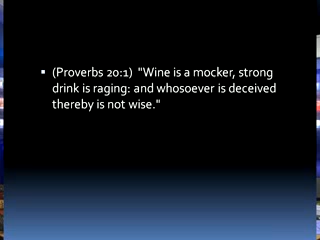 ▪ (Proverbs 20:1)  "Wine is a mocker, strong
drink is raging: and whosoever is deceived
thereby is not wise."